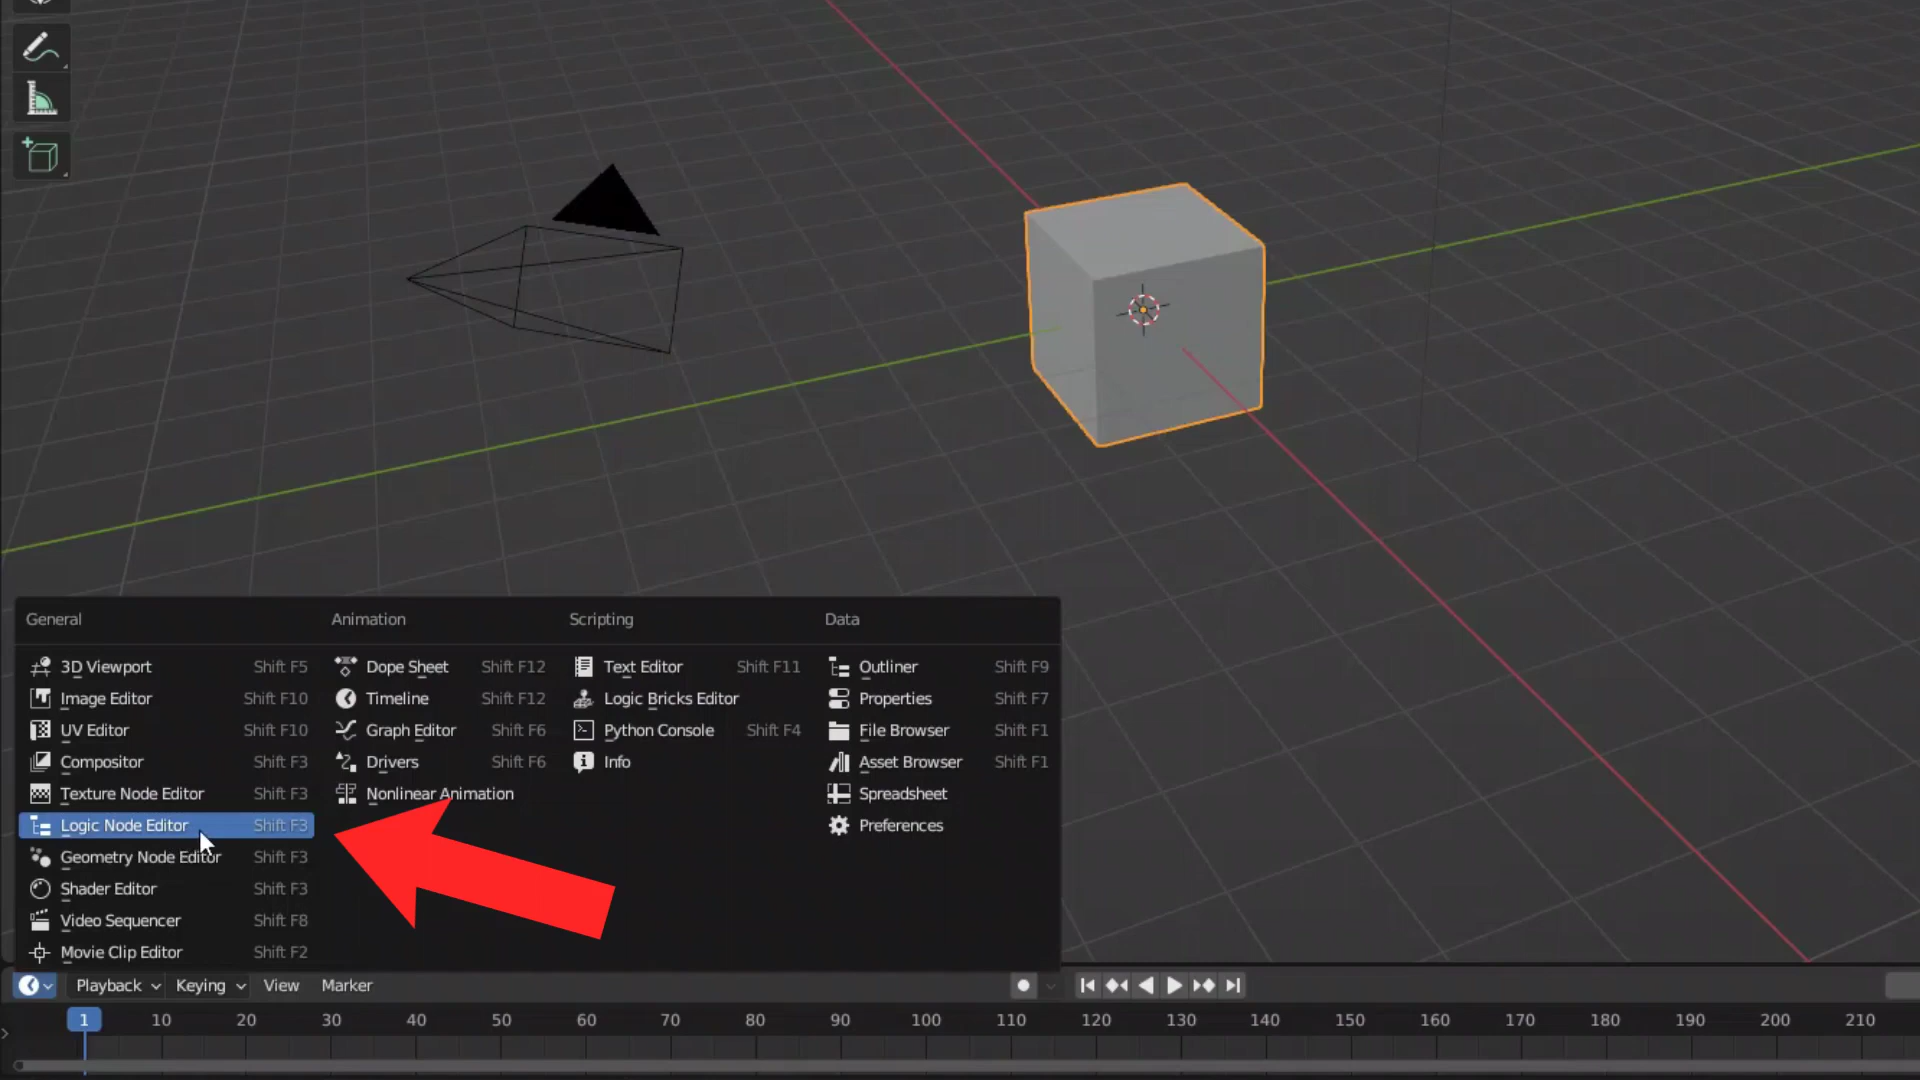 General Animation Scripting Data
3D Viewport Shift F5 Dope Sheet Shift F12 Text Editor Shift F11 Outliner Shift F9
Image Editor Shift F10 Timeline Shift F12 Logic Bricks Editor Properties Shift F7
UV Editor Shift F10 Graph Editor Shift F6 Python Console Shift F4 File Browser Shift F1
Compositor Shift F3 Drivers Shift F6 Info Asset Browser Shift F1
Texture Node Editor Shift F3 Nonlinear Animation Spreadsheet
Logic Node Editor Shift F3 Preferences
Geometry Node Editor Shift F3
Shader Editor Shift F3
Video Sequencer Shift F8
Movie Clip Editor Shift F2
Playback Keying View Marker
1 10 20 30 40 50 60 70 80 90 100 110 120 130 140 150 160 170 180 190 200 210